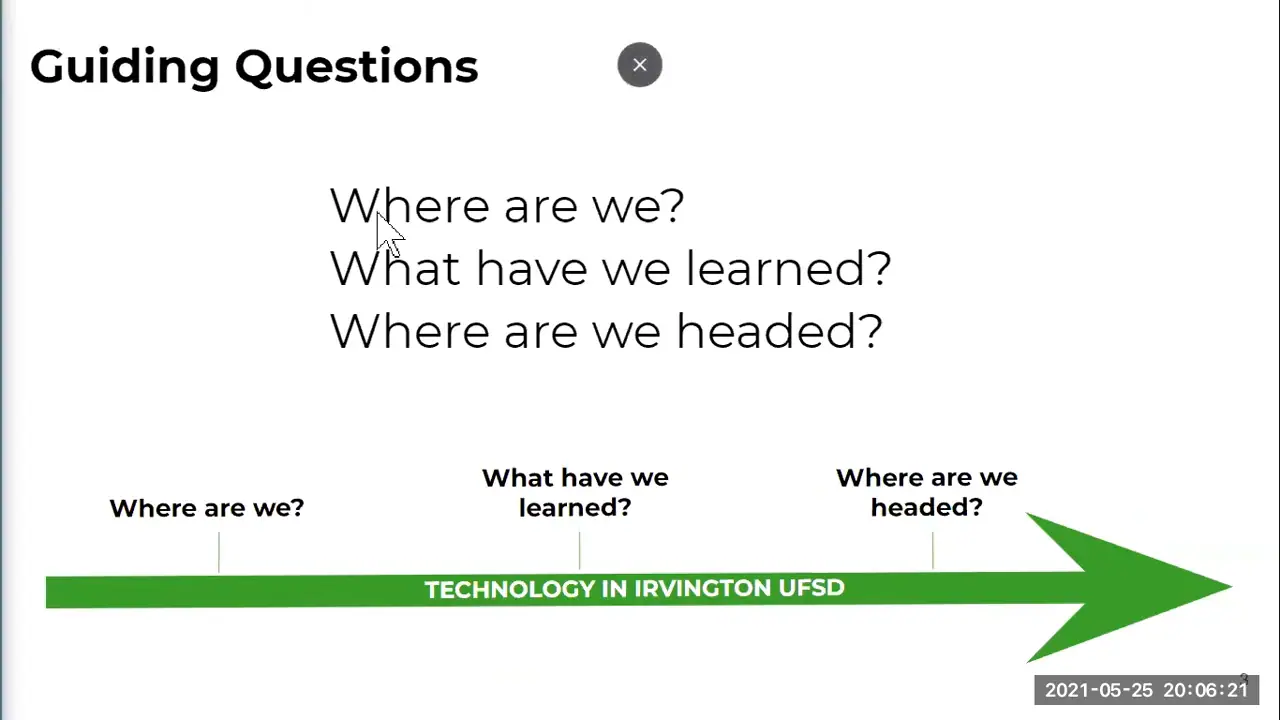 Guiding Questions
Where are we?
What have we learned?
Where are we headed?
Where are we?
What have we
learned?
Where are we
headed?
TECHNOLOGY IN IRVINGTON UFSD
3
2021-05-25 20:06:21